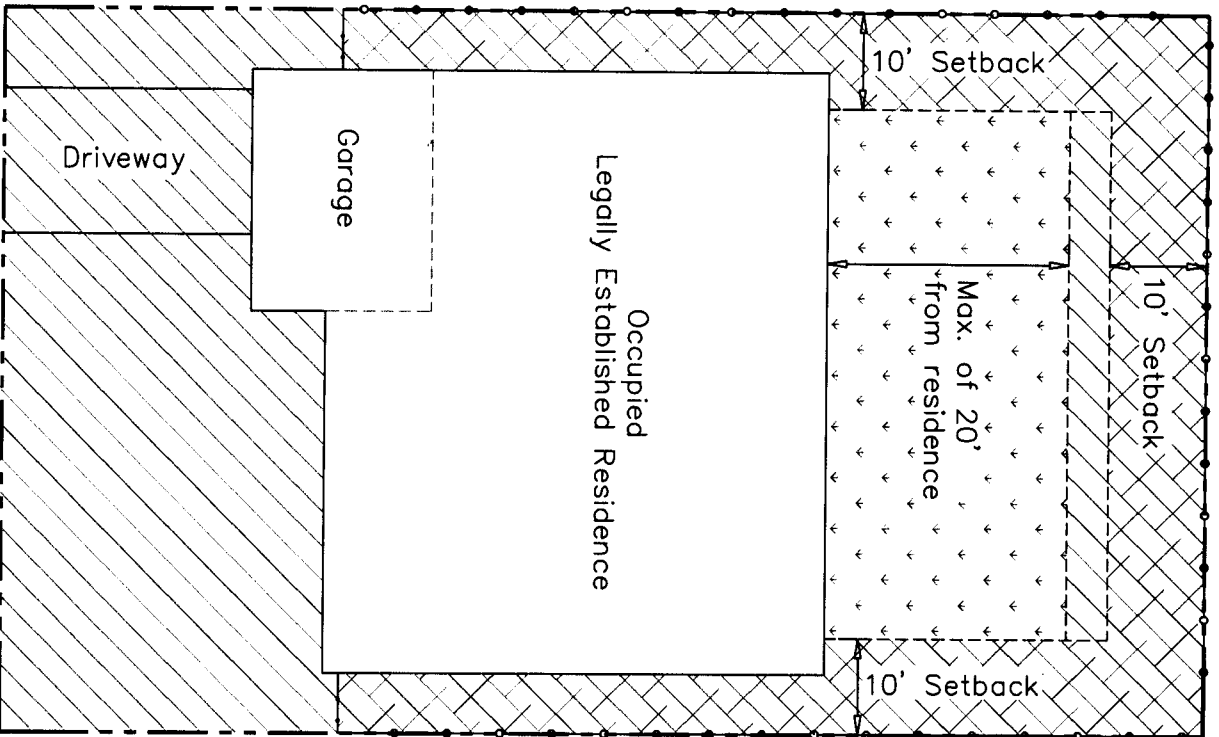 10' Setback
Driveway
Garage
Occupied
Legally Established Residence
Max. of 20'
from residence
10' Setback
10' Setback